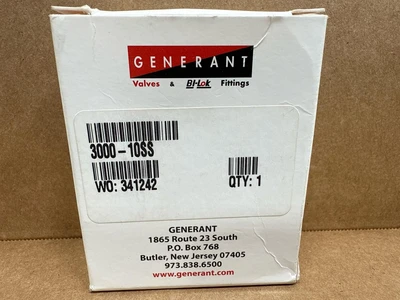 GENERANT
Valves & Bi-Lok Fittings
3000-10SS
WO: 341242 QTY: 1
GENERANT
1865 Route 23 South
P.O. Box 768
Butler, New Jersey 07405
973.838.6500
www.generant.com